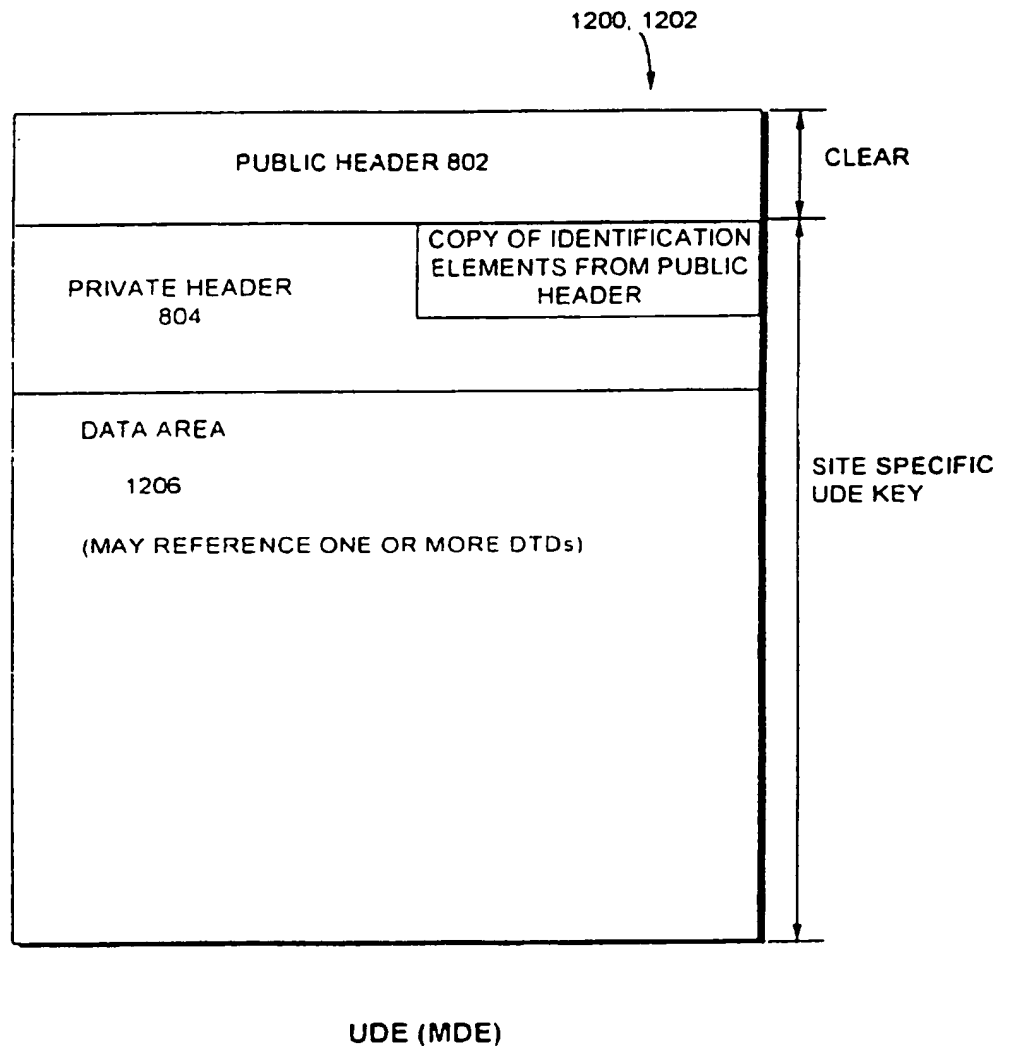 1200, 1202
PUBLIC HEADER 802
CLEAR
COPY OF IDENTIFICATION
ELEMENTS FROM PUBLIC
HEADER
PRIVATE HEADER
804
DATA AREA
1206
(MAY REFERENCE ONE OR MORE DTDs)
SITE SPECIFIC
UDE KEY
UDE (MDE)